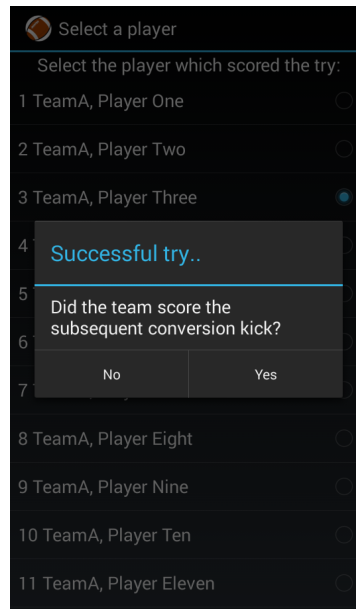 Select a player
Select the player which scored the try:
1 TeamA, Player One
2 TeamA, Player Two
3 TeamA, Player Three
4
Successful try..
5
Did the team score the
subsequent conversion kick?
6
No
Yes
7
8 TeamA, Player Eight
9 TeamA, Player Nine
10 TeamA, Player Ten
11 TeamA, Player Eleven